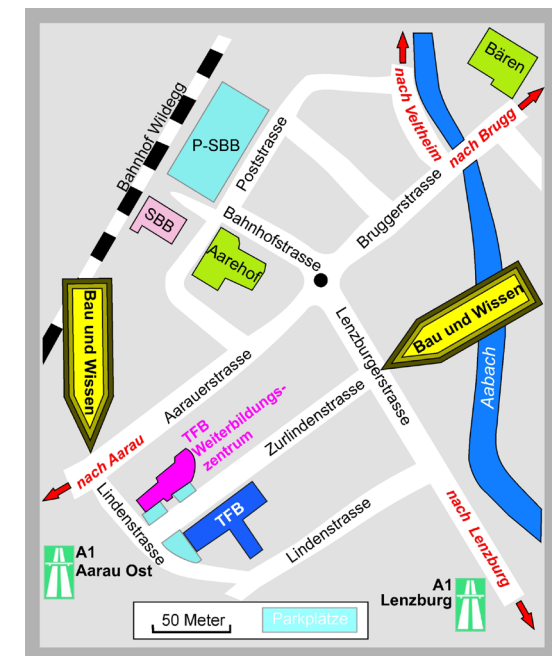 Bären
nach Veltheim
nach Brugg
Bahnhof Wildegg
P-SBB
Poststrasse
SBB
Bahnhofstrasse
Bruggerstrasse
Aarehof
Bau und Wissen
Bau und Wissen
Lenzburgerstrasse
Aabach
Aarauerstrasse
TFB
Weiterbildungs-
zentrum
Zurlindenstrasse
nach Aarau
Lindenstrasse
TFB
Lindenstrasse
nach Lenzburg
A1
Aarau Ost
A1
Lenzburg
50 Meter
Parkplätze